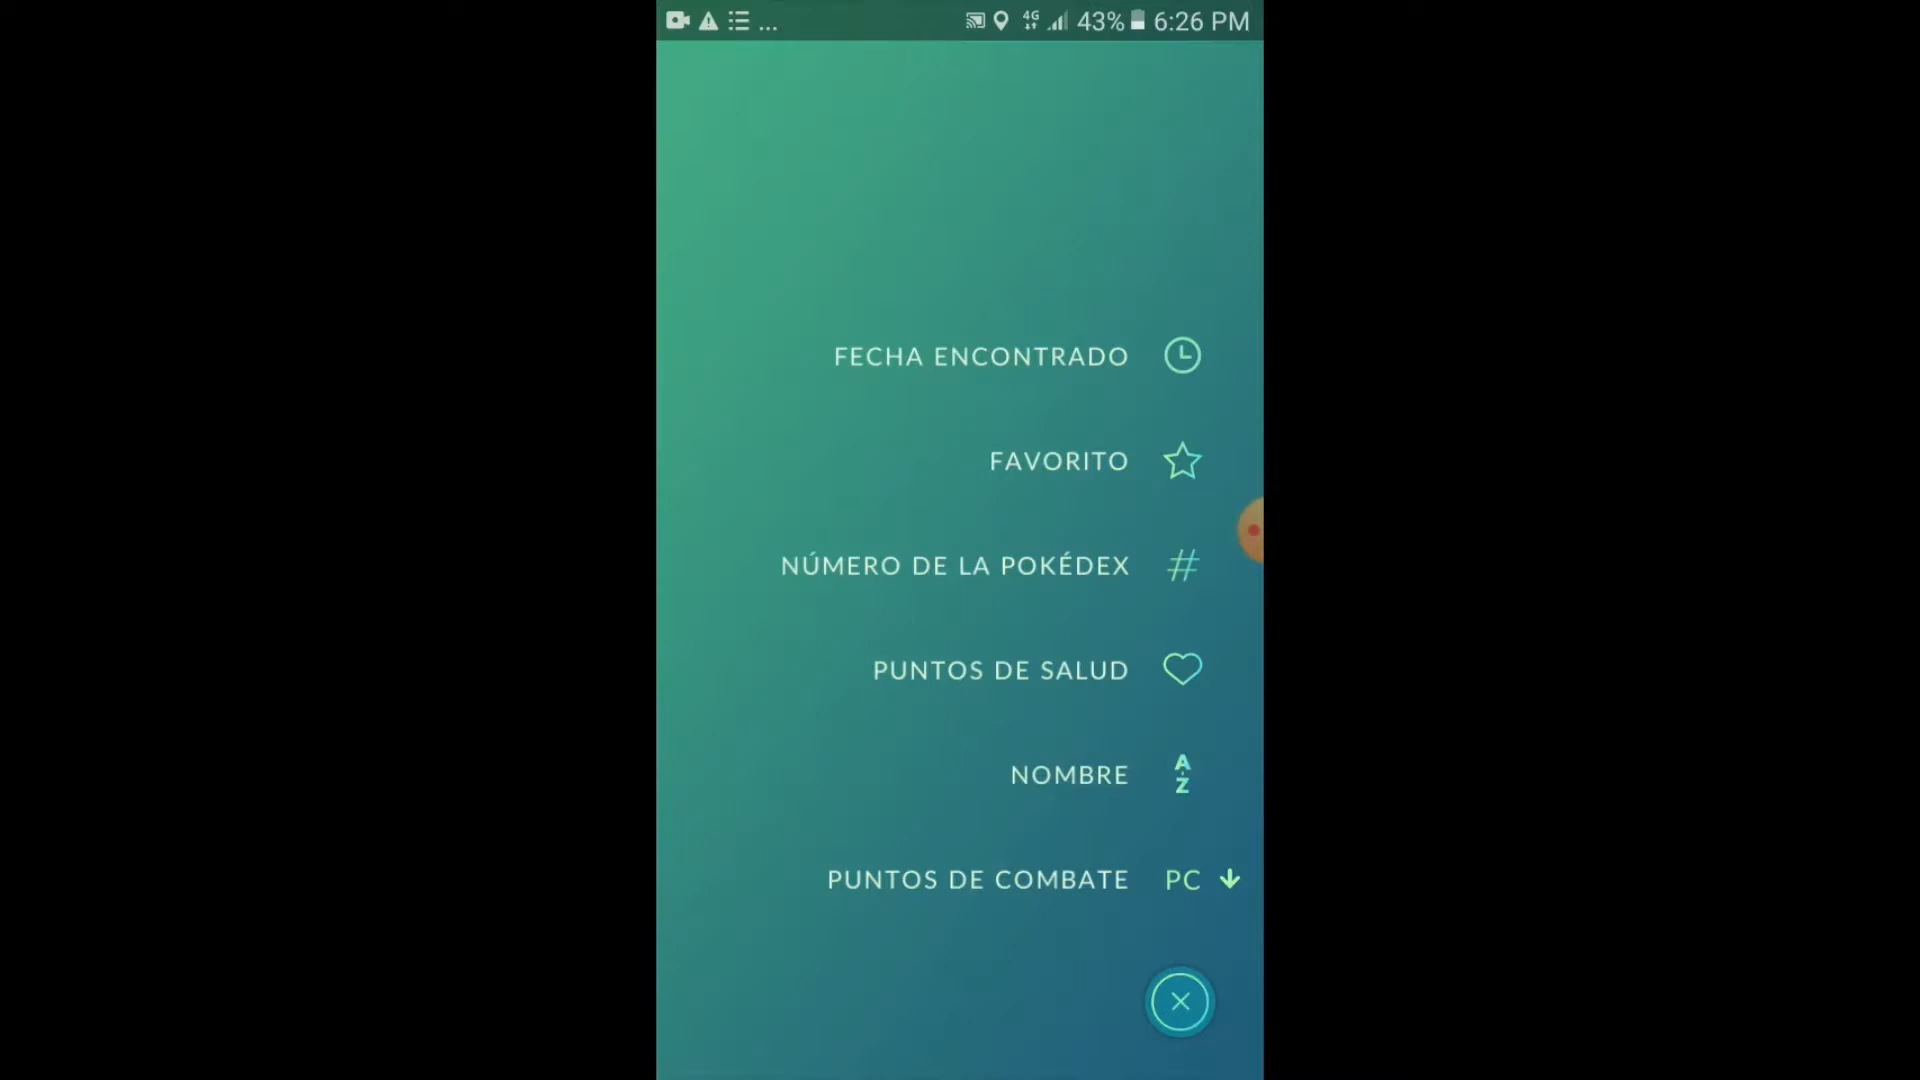 ... 4G 43% 6:26 PM
FECHA ENCONTRADO
FAVORITO
NÚMERO DE LA POKÉDEX #
PUNTOS DE SALUD
NOMBRE A-Z
PUNTOS DE COMBATE PC